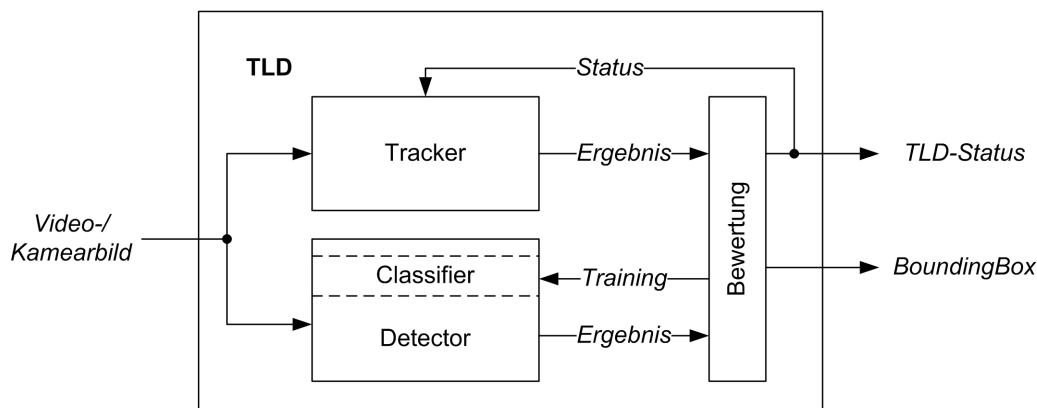 TLD
Status
Tracker
Ergebnis
TLD-Status
Video-/
Kamearbild
Bewertung
BoundingBox
Classifier
Training
Detector
Ergebnis